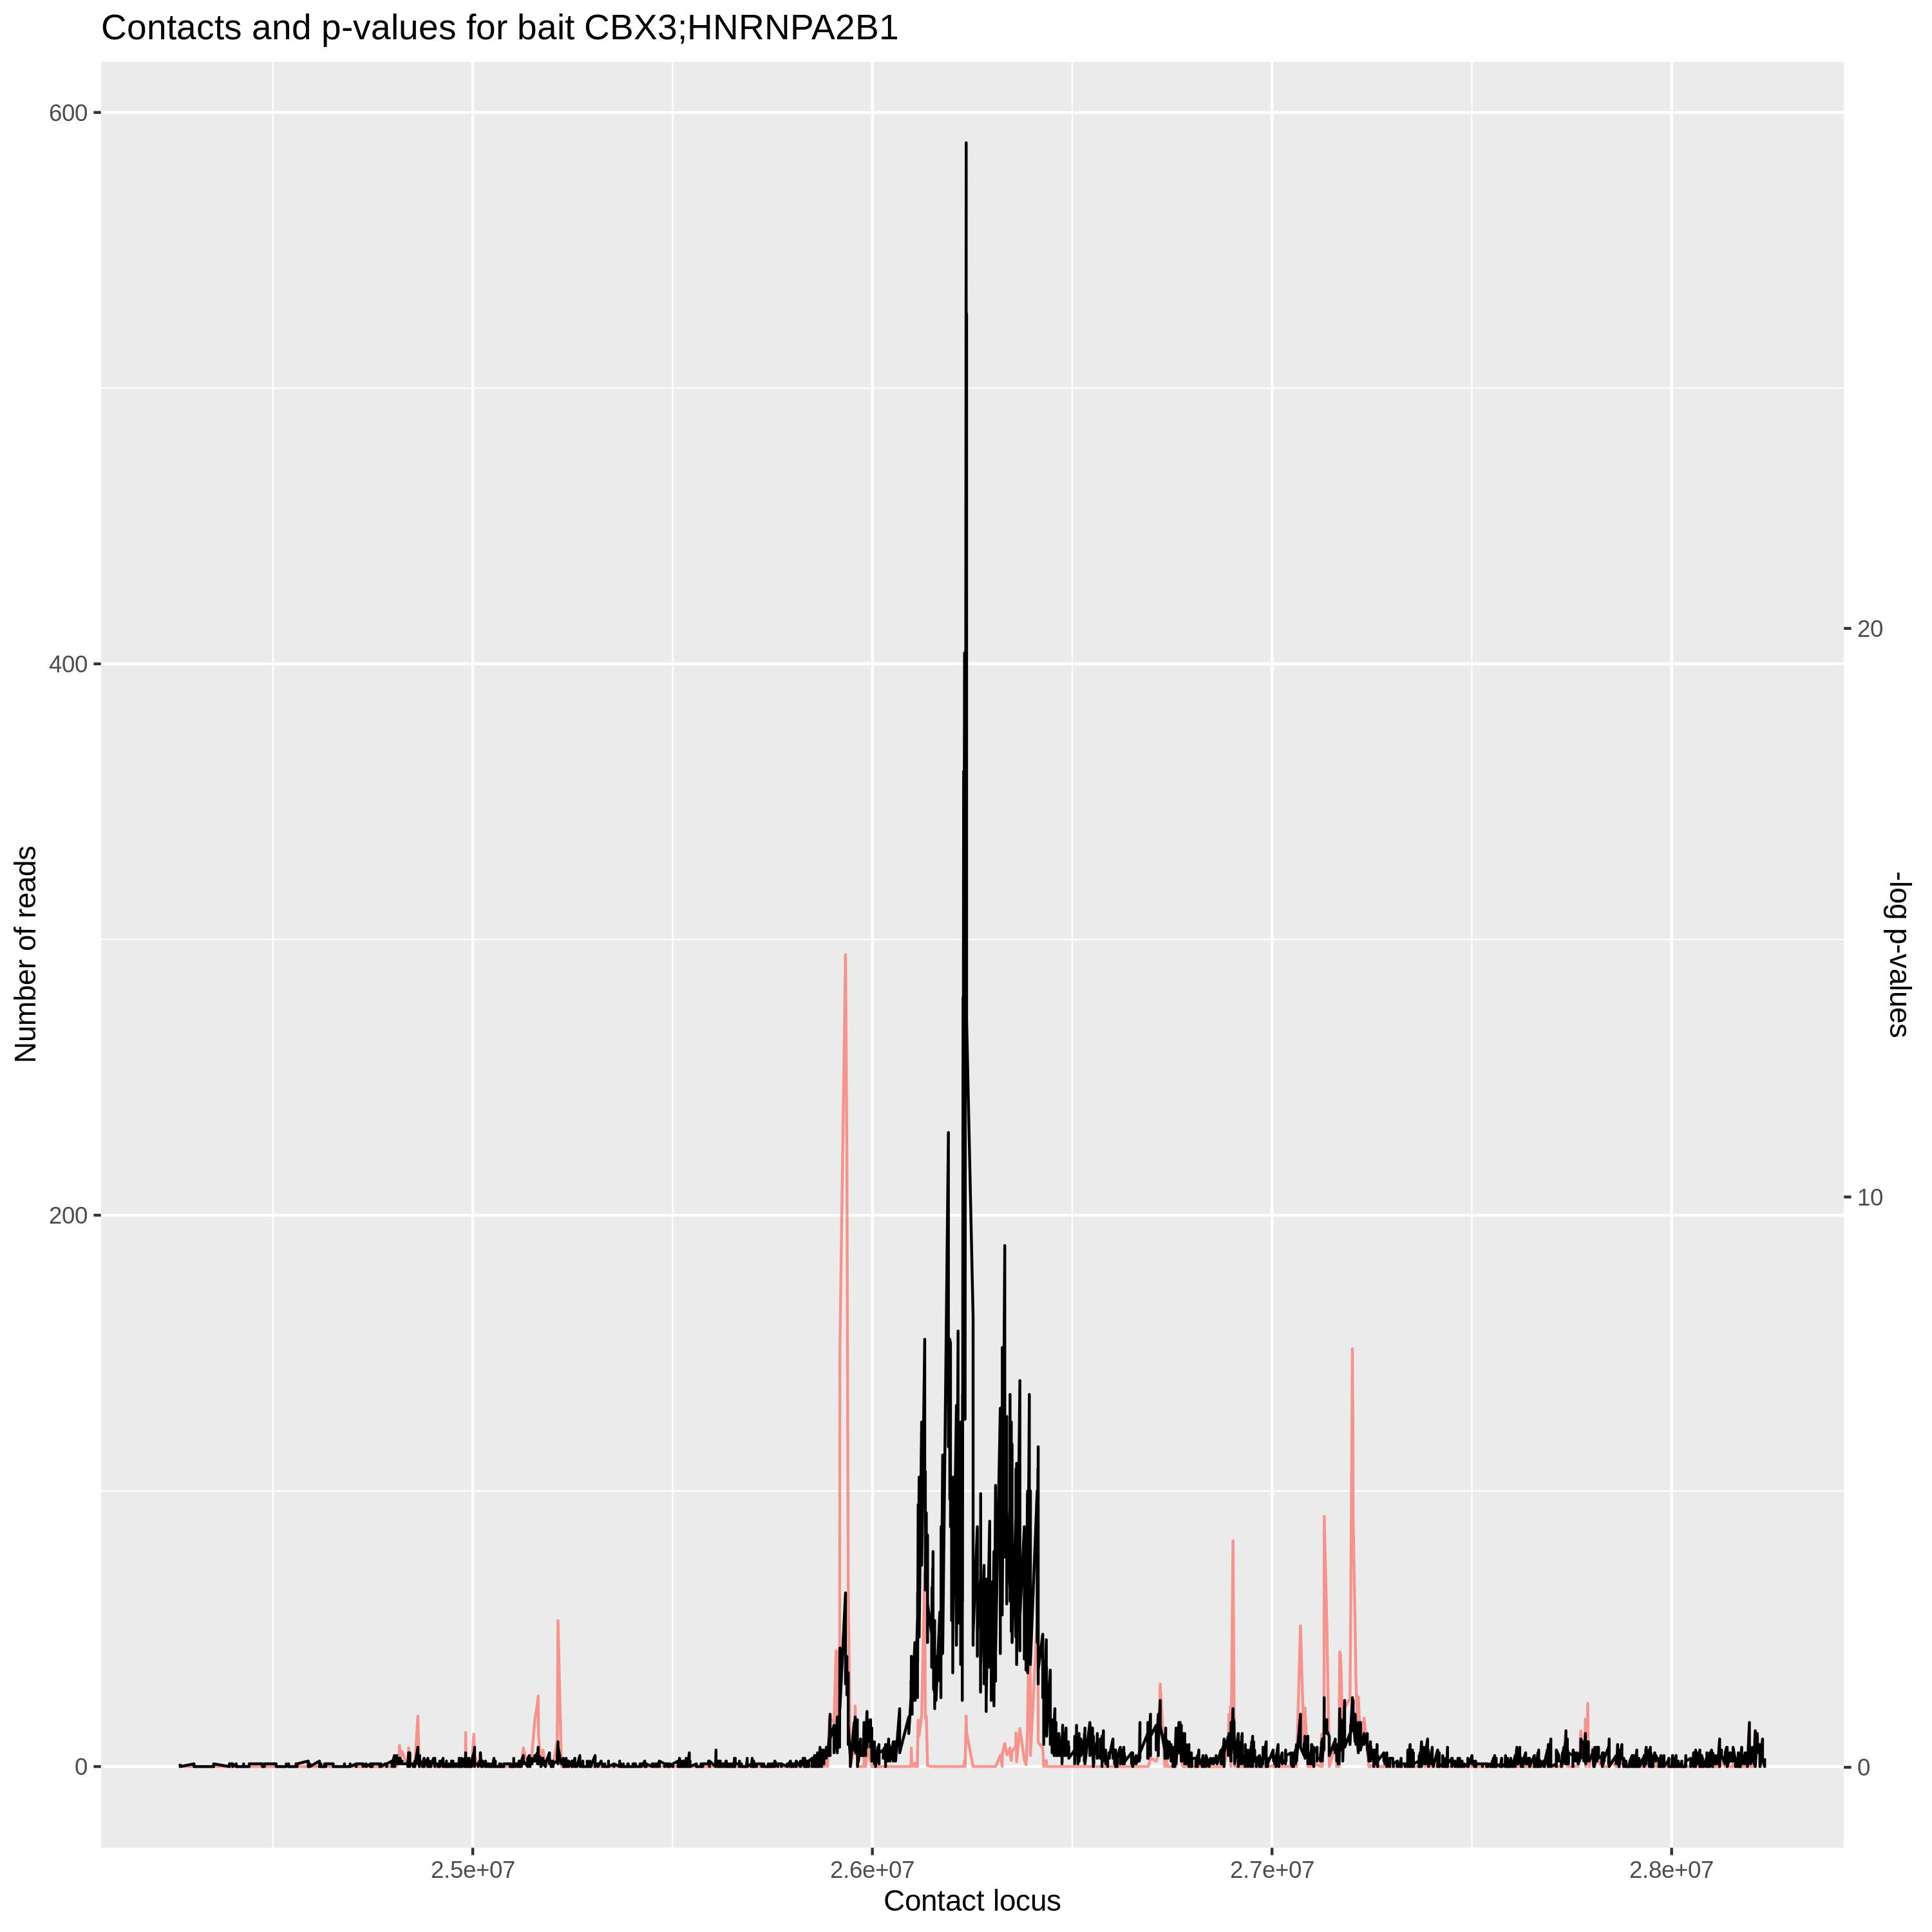 Contacts and p-values for bait CBX3;HNRNPA2B1
600
400
200
0
Number of reads
20
10
0
-log p-values
2.5e+07
2.6e+07
2.7e+07
2.8e+07
Contact locus